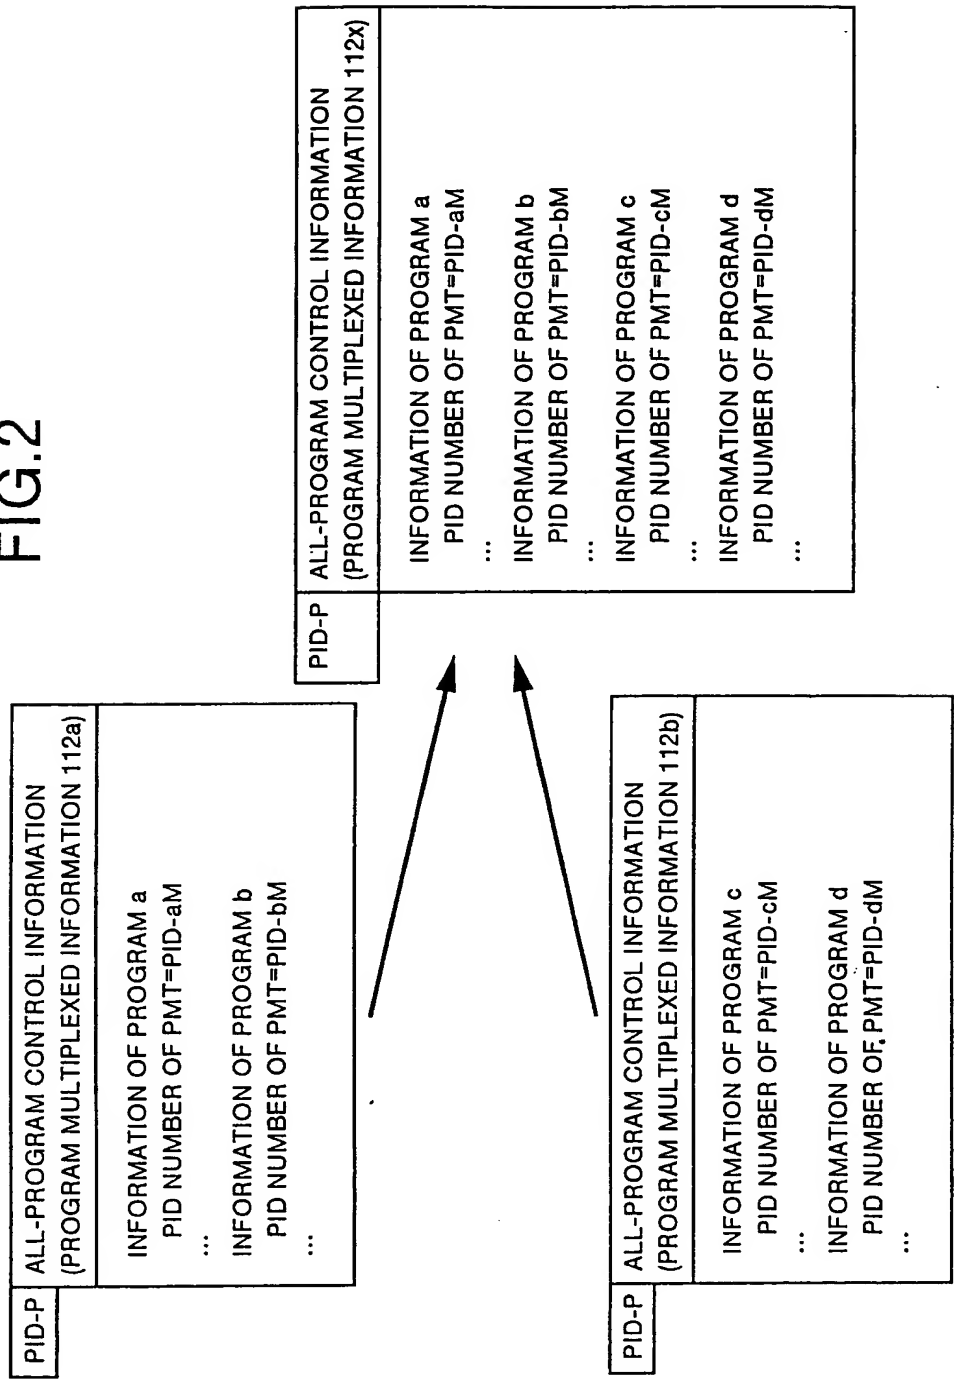 FIG.2
PID-P
ALL-PROGRAM CONTROL INFORMATION
(PROGRAM MULTIPLEXED INFORMATION 112a)
INFORMATION OF PROGRAM a
PID NUMBER OF PMT=PID-aM
...
INFORMATION OF PROGRAM b
PID NUMBER OF PMT=PID-bM
...
PID-P
ALL-PROGRAM CONTROL INFORMATION
(PROGRAM MULTIPLEXED INFORMATION 112b)
INFORMATION OF PROGRAM c
PID NUMBER OF PMT=PID-cM
...
INFORMATION OF PROGRAM d
PID NUMBER OF PMT=PID-dM
...
PID-P
ALL-PROGRAM CONTROL INFORMATION
(PROGRAM MULTIPLEXED INFORMATION 112x)
INFORMATION OF PROGRAM a
PID NUMBER OF PMT=PID-aM
...
INFORMATION OF PROGRAM b
PID NUMBER OF PMT=PID-bM
...
INFORMATION OF PROGRAM c
PID NUMBER OF PMT=PID-cM
...
INFORMATION OF PROGRAM d
PID NUMBER OF PMT=PID-dM
...